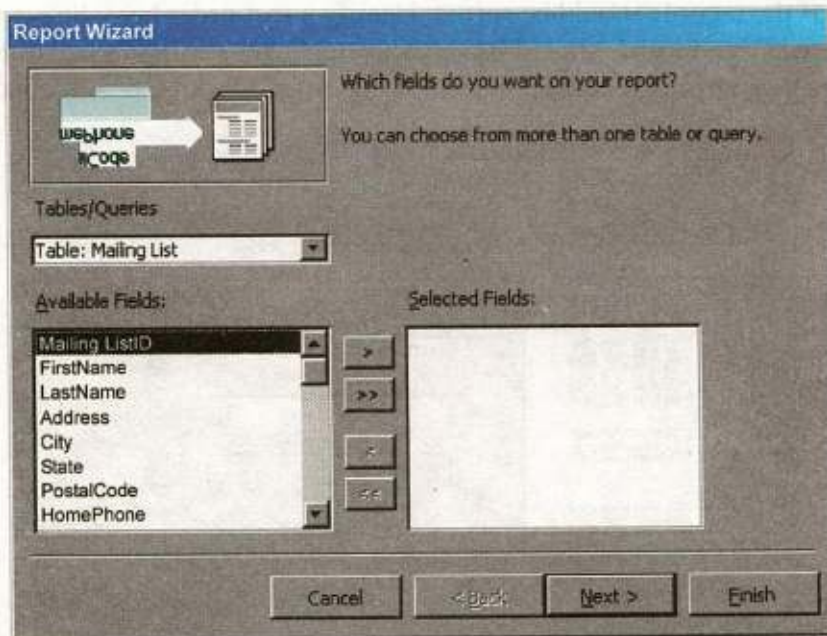 Report Wizard
Which fields do you want on your report?
mePhone
ilCode
You can choose from more than one table or query.
Tables/Queries
Table: Mailing List
Available Fields:
Selected Fields:
Mailing ListID
FirstName
LastName
Address
City
State
PostalCode
HomePhone
>
>>
<
<<
Cancel
< Back
Next >
Finish